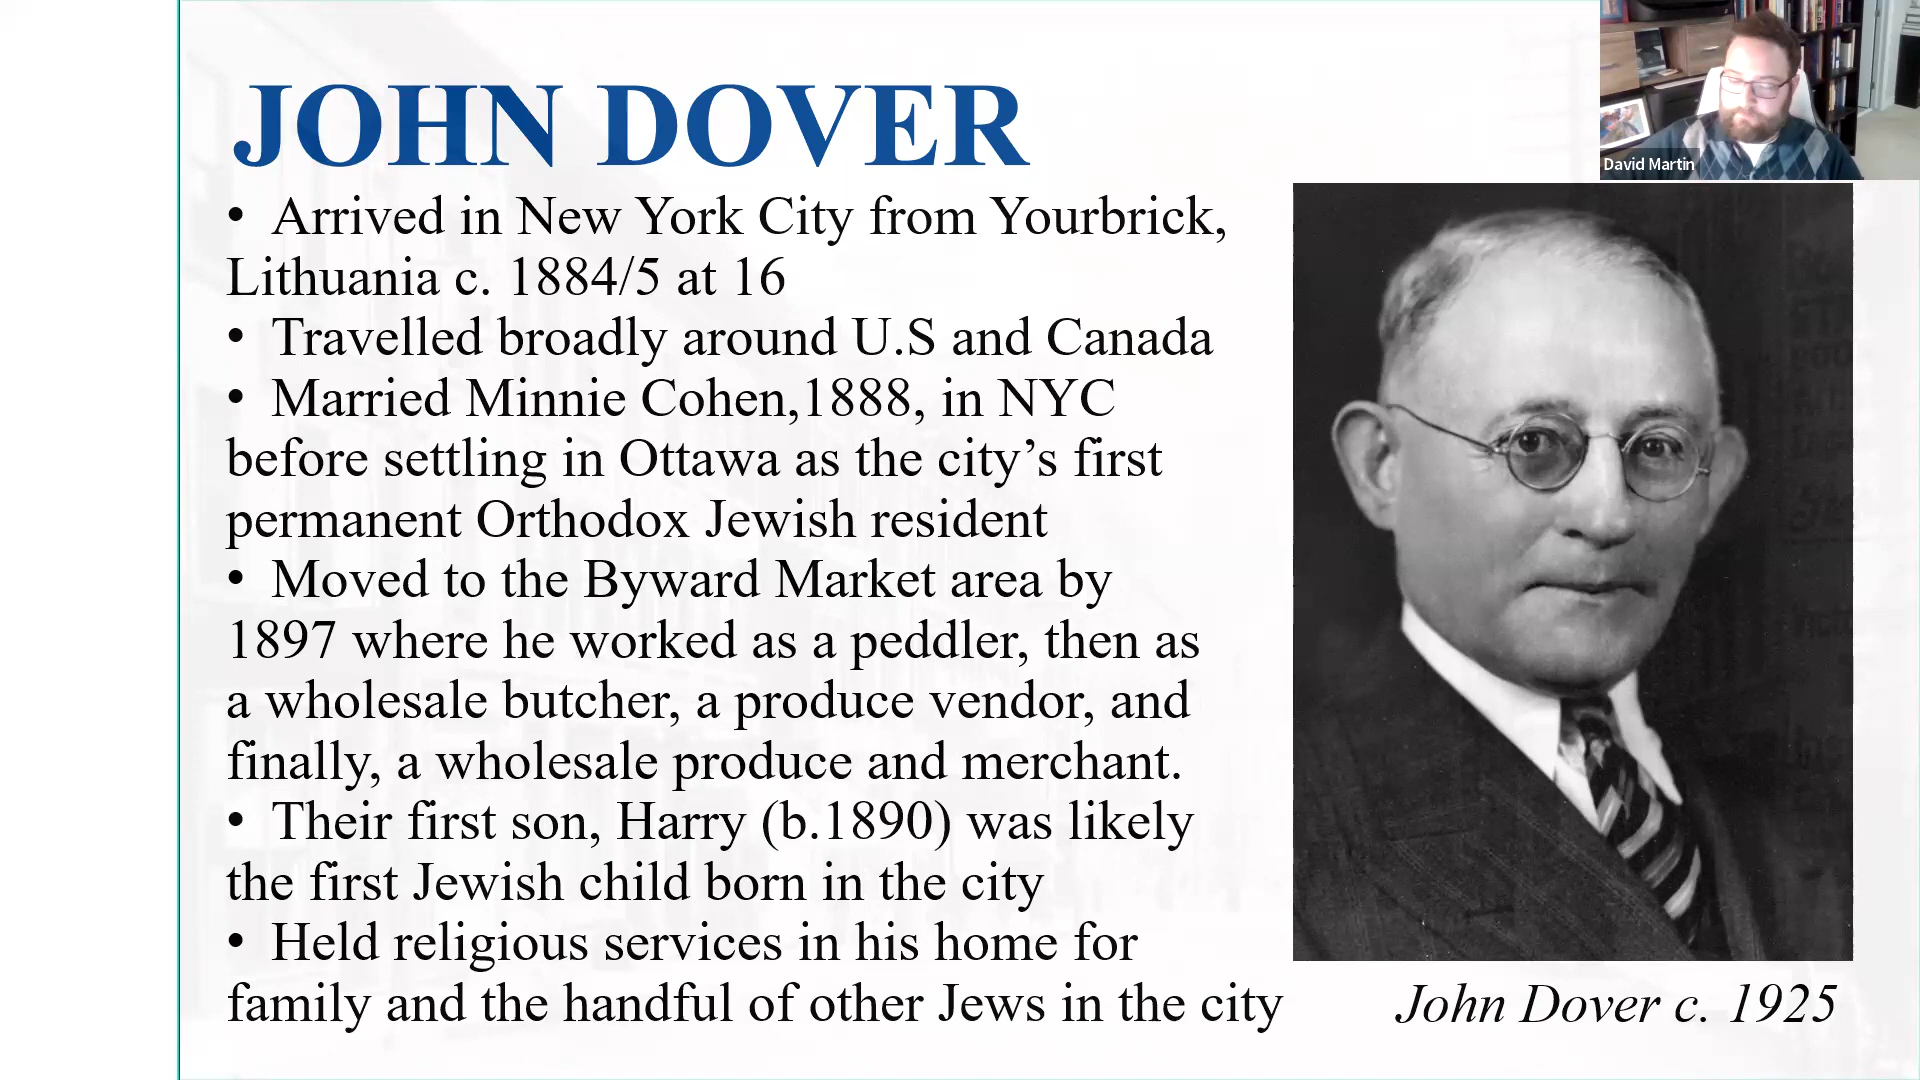 JOHN DOVER
• Arrived in New York City from Yourbrick,
Lithuania c. 1884/5 at 16
• Travelled broadly around U.S and Canada
• Married Minnie Cohen,1888, in NYC
before settling in Ottawa as the city’s first
permanent Orthodox Jewish resident
• Moved to the Byward Market area by
1897 where he worked as a peddler, then as
a wholesale butcher, a produce vendor, and
finally, a wholesale produce and merchant.
• Their first son, Harry (b.1890) was likely
the first Jewish child born in the city
• Held religious services in his home for
family and the handful of other Jews in the city
John Dover c. 1925
David Martin